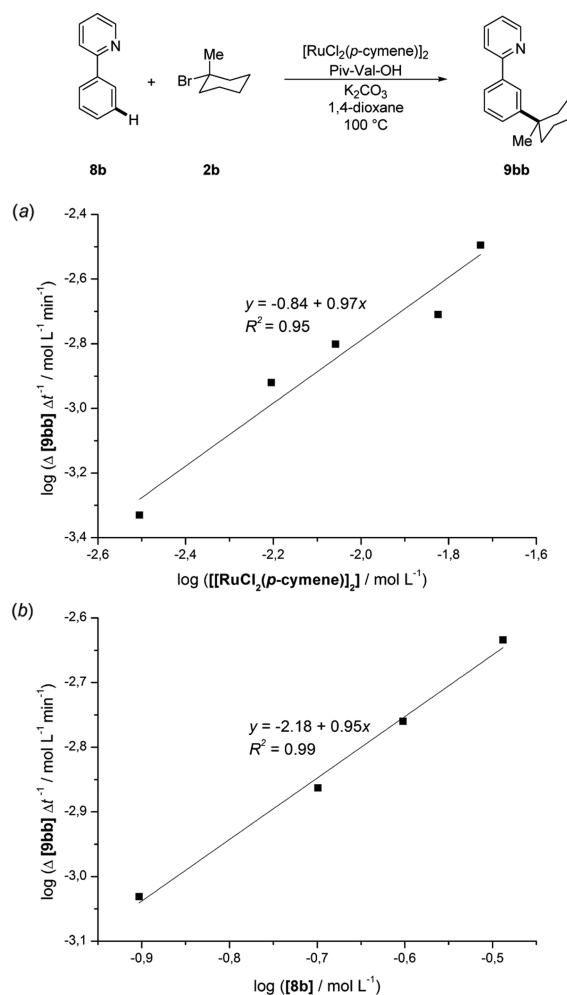 N
N
Me
Br
+
H
[RuCl2(p-cymene)]2
Piv-Val-OH
K2CO3
1,4-dioxane
100 °C
Me
8b
2b
9bb
(a)
-2,4
-2,6
-2,8
-3,0
-3,2
-3,4
y = -0.84 + 0.97x
R² = 0.95
log (Δ [9bb] Δt⁻¹ / mol L⁻¹ min⁻¹)
-2,6
-2,4
-2,2
-2,0
-1,8
-1,6
log ([[RuCl2(p-cymene)]2] / mol L⁻¹)
(b)
-2,6
-2,7
-2,8
-2,9
-3,0
-3,1
y = -2.18 + 0.95x
R² = 0.99
log (Δ [9bb] Δt⁻¹ / mol L⁻¹ min⁻¹)
-0,9
-0,8
-0,7
-0,6
-0,5
log ([8b] / mol L⁻¹)